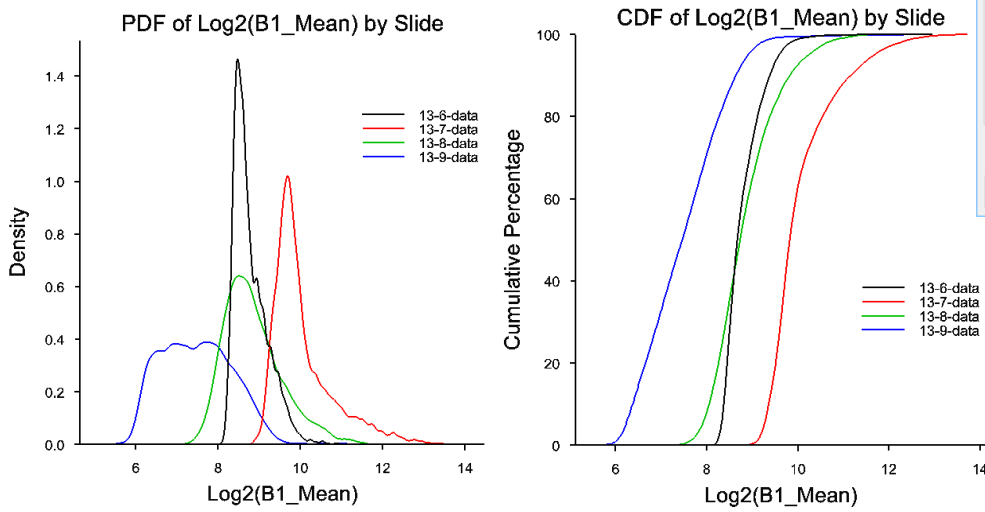 PDF of Log2(B1_Mean) by Slide
1.4
1.2
1.0
0.8
0.6
0.4
0.2
0.0
Density
13-6-data
13-7-data
13-8-data
13-9-data
6 8 10 12 14
Log2(B1_Mean)
CDF of Log2(B1_Mean) by Slide
100
80
60
40
20
0
Cumulative Percentage
13-6-data
13-7-data
13-8-data
13-9-data
6 8 10 12 14
Log2(B1_Mean)